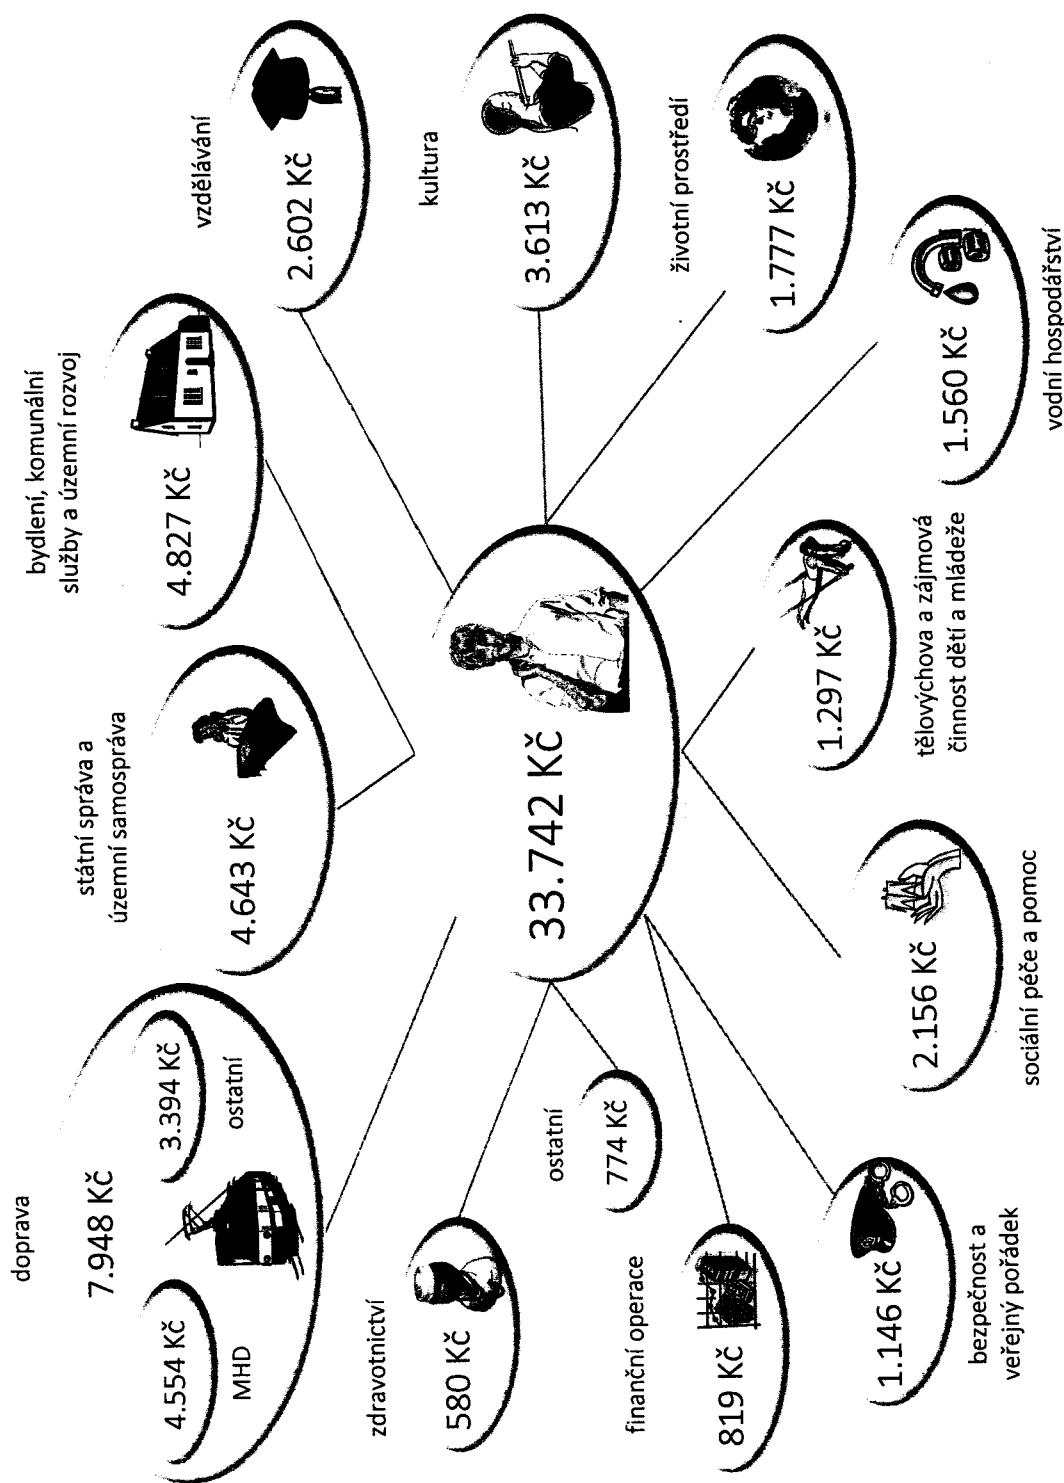 doprava
7.948 Kč
4.554 Kč
MHD
3.394 Kč
ostatní
státní správa a
územní samospráva
4.643 Kč
bydlení, komunální
služby a územní rozvoj
4.827 Kč
vzdělávání
2.602 Kč
kultura
3.613 Kč
životní prostředí
1.777 Kč
1.560 Kč
vodní hospodářství
1.297 Kč
tělovýchova a zájmová
činnost dětí a mládeže
2.156 Kč
sociální péče a pomoc
1.146 Kč
bezpečnost a
veřejný pořádek
finanční operace
819 Kč
ostatní
774 Kč
zdravotnictví
580 Kč
33.742 Kč